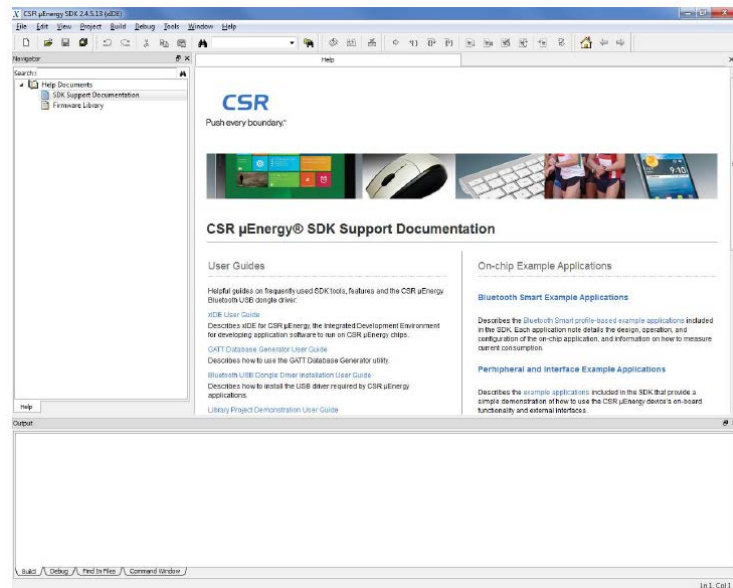 CSR µEnergy SDK 2.4.5.13 (xIDE)
File Edit View Project Build Debug Tools Window Help
Navigator
Help
Search:
Help Documents
SDK Support Documentation
Firmware Library
CSR
Push every boundary.™
9:10
CSR µEnergy® SDK Support Documentation
User Guides
Helpful guides on frequently used SDK tools, features and the CSR µEnergy
Bluetooth USB dongle driver:
xIDE User Guide
Describes xIDE for CSR µEnergy, the Integrated Development Environment
for developing application software to run on CSR µEnergy chips.
GATT Database Generator User Guide
Describes how to use the GATT Database Generator utility.
Bluetooth USB Dongle Driver Installation User Guide
Describes how to install the USB driver required by CSR µEnergy
applications.
Library Project Demonstration User Guide
On-chip Example Applications
Bluetooth Smart Example Applications
Describes the Bluetooth Smart profile-based example applications included
in the SDK. Each application note details the design, operation, and
configuration of the on-chip application, and information on how to measure
current consumption.
Perhipheral and Interface Example Applications
Describes the example applications included in the SDK that provide a
simple demonstration of how to use the CSR µEnergy device's on-board
functionality and external interfaces.
Help
Output
Build Debug Find In Files Command Window
Ln 1, Col 1